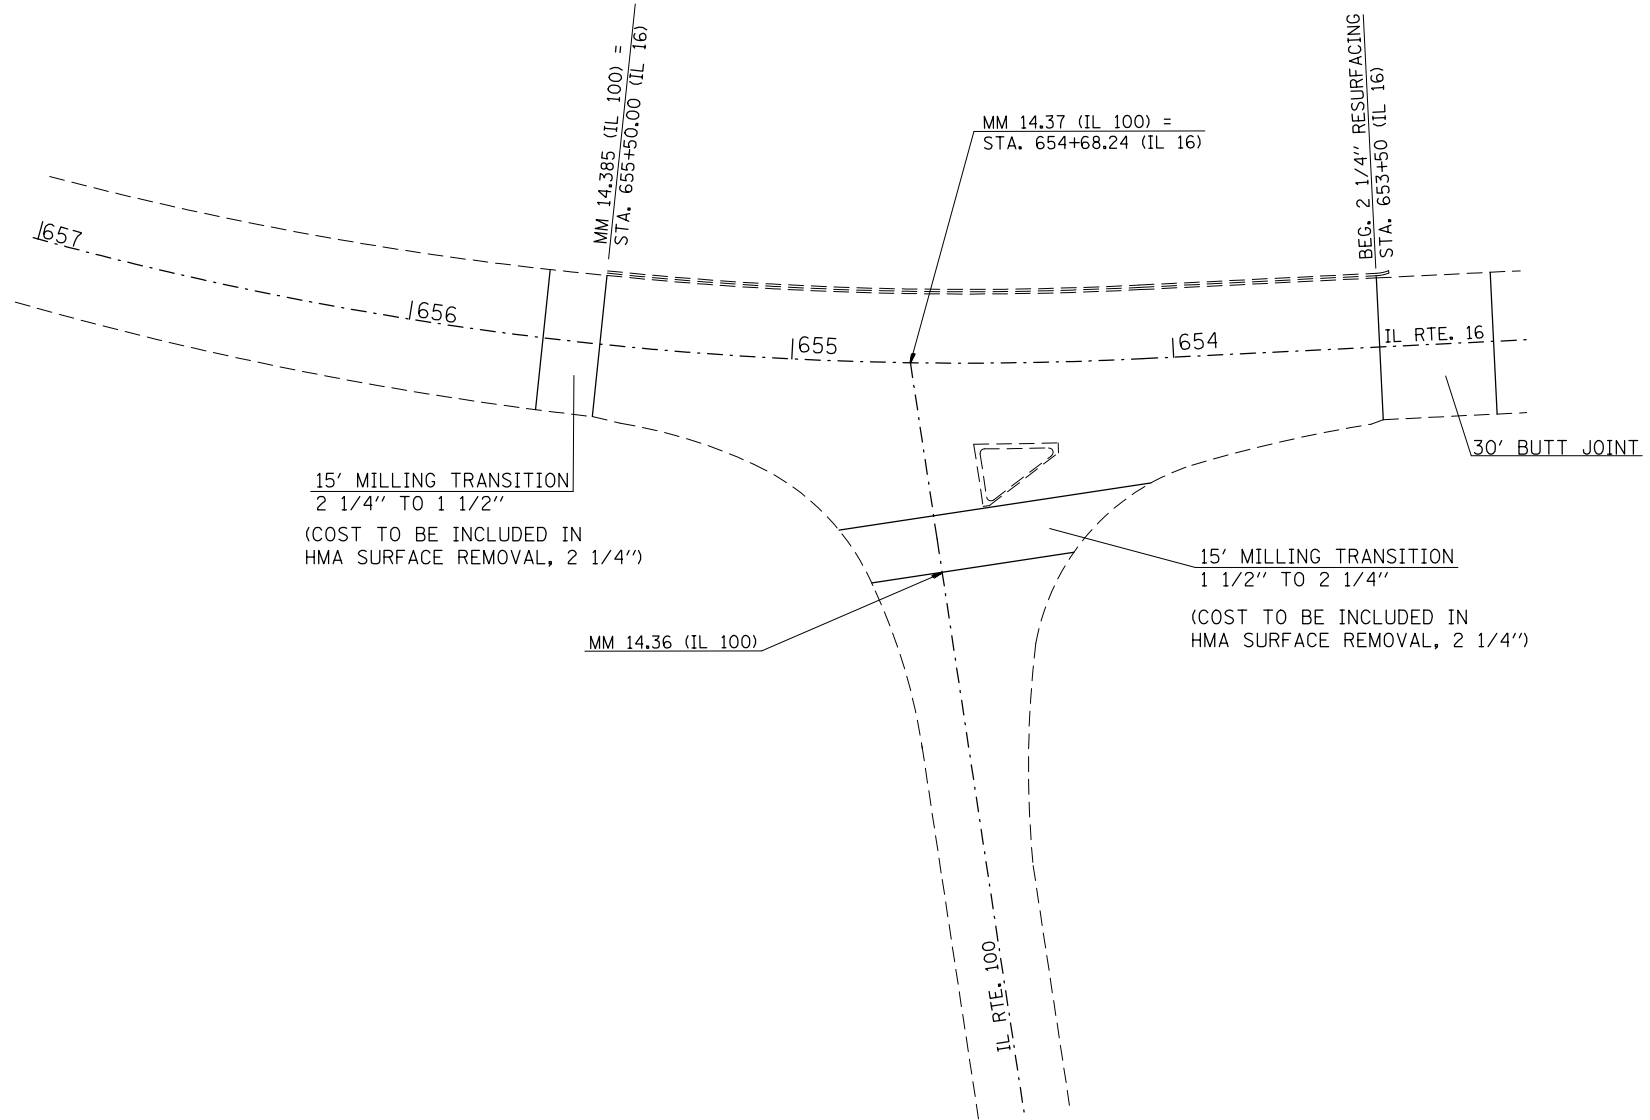 MM 14.385 (IL 100) =
STA. 655+50.00 (IL 16)
MM 14.37 (IL 100) =
STA. 654+68.24 (IL 16)
BEG. 2 1/4" RESURFACING
STA. 653+50 (IL 16)
657
656
655
654
IL RTE. 16
15' MILLING TRANSITION
2 1/4" TO 1 1/2"
(COST TO BE INCLUDED IN
HMA SURFACE REMOVAL, 2 1/4")
30' BUTT JOINT
15' MILLING TRANSITION
1 1/2" TO 2 1/4"
(COST TO BE INCLUDED IN
HMA SURFACE REMOVAL, 2 1/4")
MM 14.36 (IL 100)
IL RTE. 100